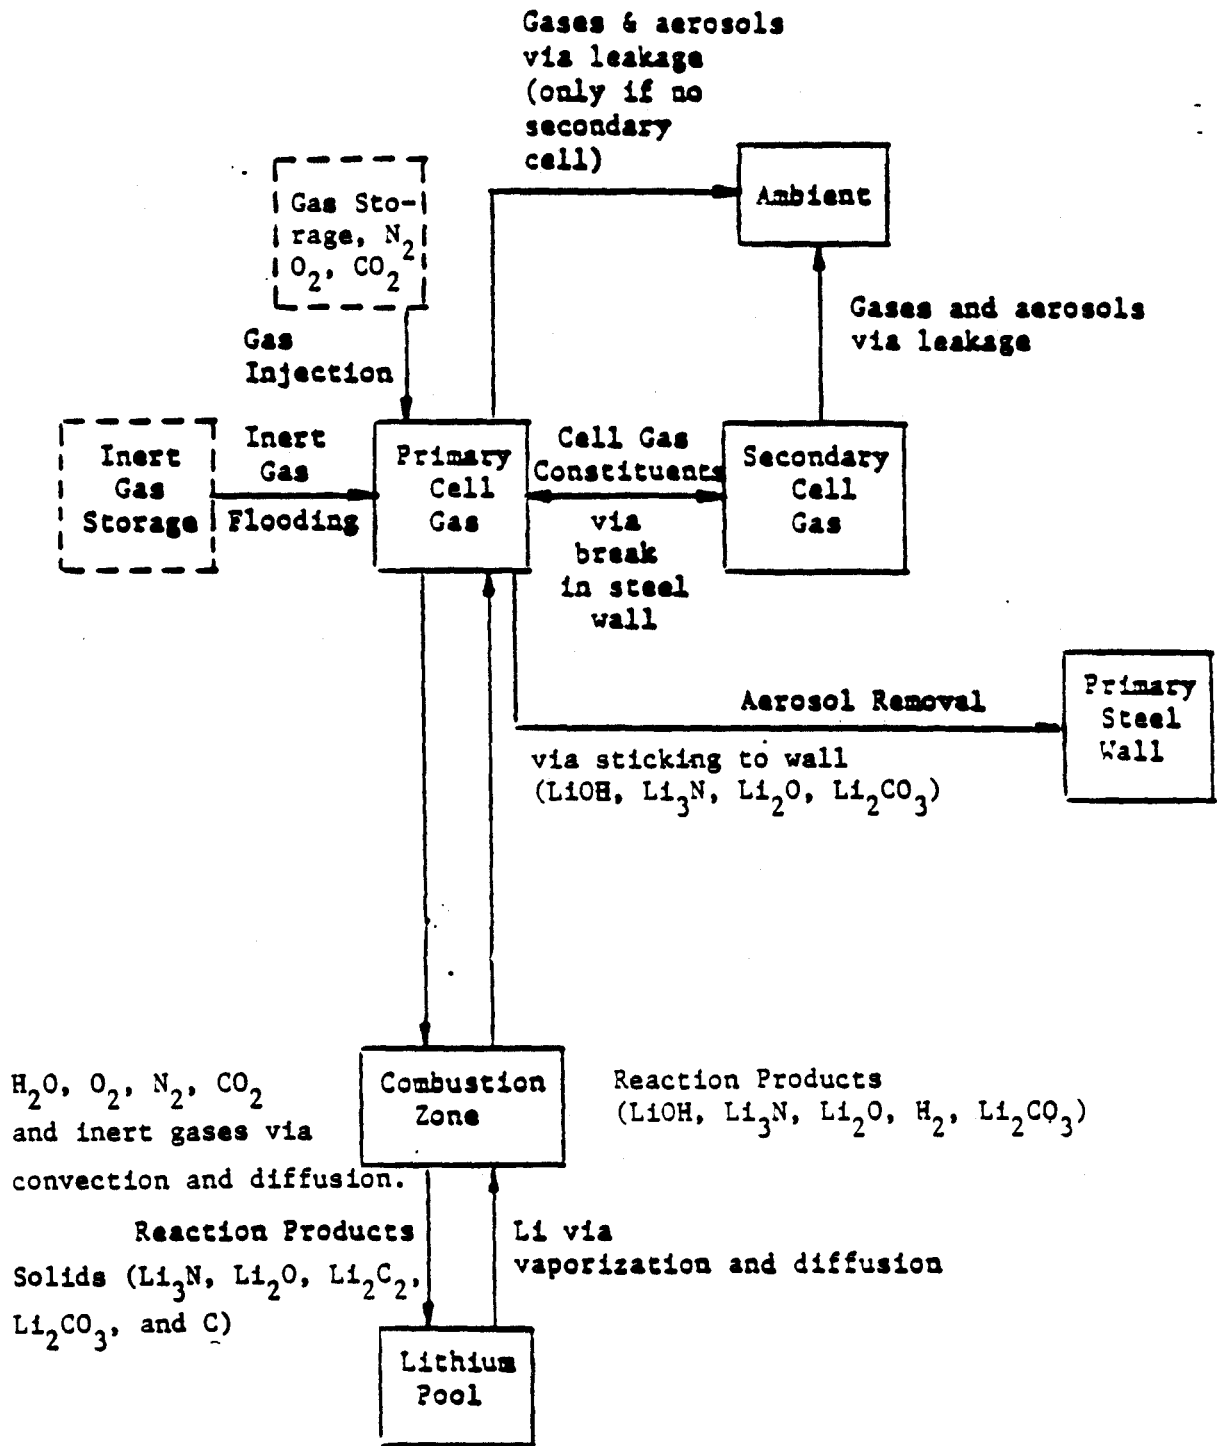 Gases & aerosols
via leakage
(only if no
secondary
cell)
Ambient
Gas Sto-
rage, N₂
O₂, CO₂
Gases and aerosols
via leakage
Gas
Injection
Inert
Gas
Storage
Inert
Gas
Flooding
Primary
Cell
Gas
Cell Gas
Constituents
via
break
in steel
wall
Secondary
Cell
Gas
Aerosol Removal
via sticking to wall
(LiOH, Li₃N, Li₂O, Li₂CO₃)
Primary
Steel
Wall
H₂O, O₂, N₂, CO₂
and inert gases via
convection and diffusion.
Combustion
Zone
Reaction Products
(LiOH, Li₃N, Li₂O, H₂, Li₂CO₃)
Reaction Products
Solids (Li₃N, Li₂O, Li₂C₂,
Li₂CO₃, and C)
Li via
vaporization and diffusion
Lithium
Pool